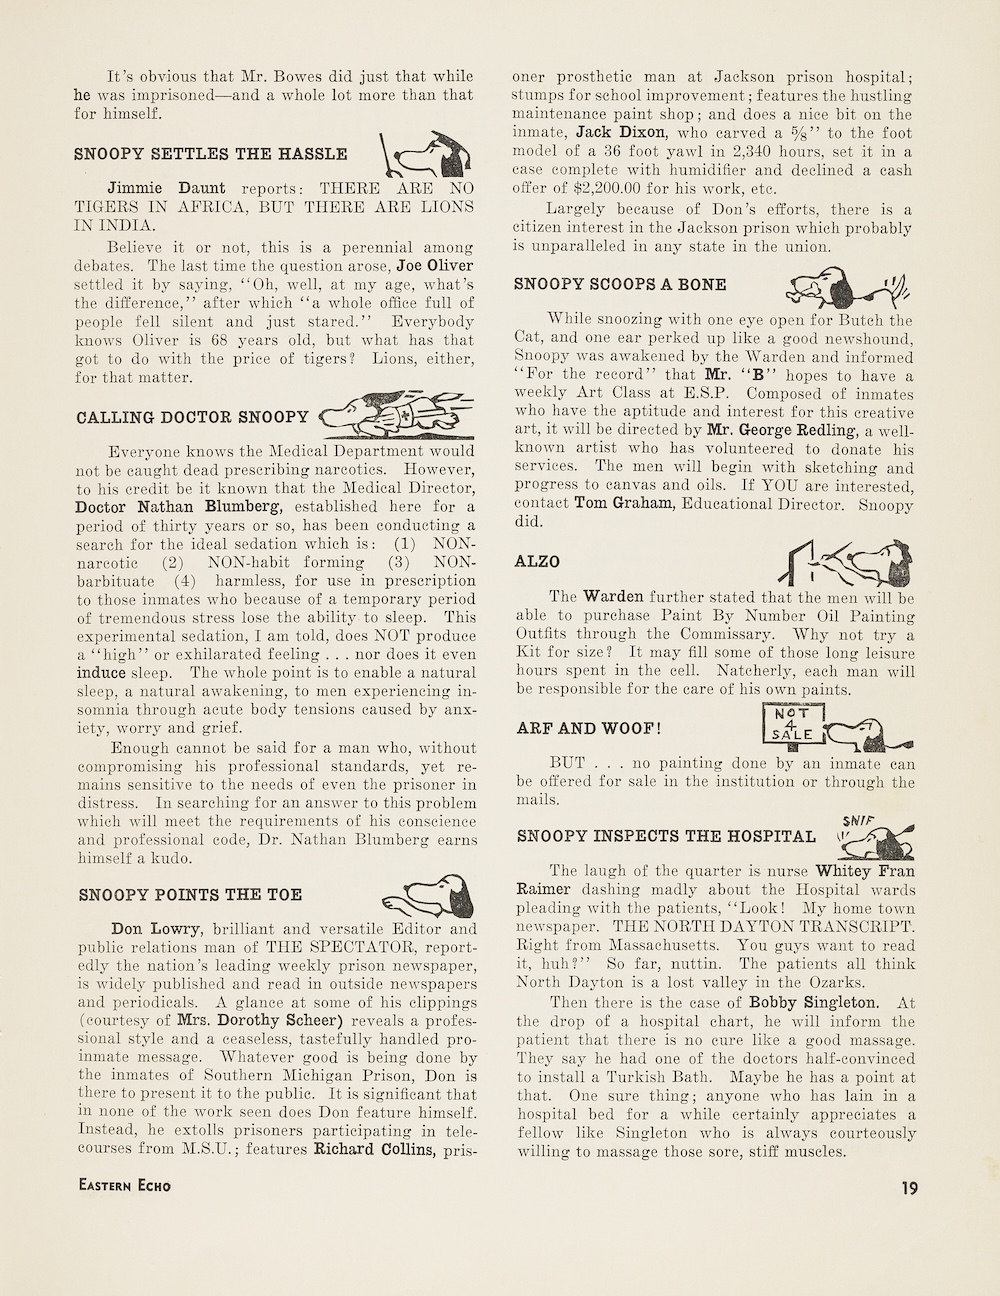 It's obvious that Mr. Bowes did just that while
he was imprisoned—and a whole lot more than that
for himself.
SNOOPY SETTLES THE HASSLE
Jimmie Daunt reports: THERE ARE NO
TIGERS IN AFRICA, BUT THERE ARE LIONS
IN INDIA.
Believe it or not, this is a perennial among
debates. The last time the question arose, Joe Oliver
settled it by saying, "Oh, well, at my age, what's
the difference," after which "a whole office full of
people fell silent and just stared." Everybody
knows Oliver is 68 years old, but what has that
got to do with the price of tigers? Lions, either,
for that matter.
CALLING DOCTOR SNOOPY
Everyone knows the Medical Department would
not be caught dead prescribing narcotics. However,
to his credit be it known that the Medical Director,
Doctor Nathan Blumberg, established here for a
period of thirty years or so, has been conducting a
search for the ideal sedation which is: (1) NON-
narcotic (2) NON-habit forming (3) NON-
barbituate (4) harmless, for use in prescription
to those inmates who because of a temporary period
of tremendous stress lose the ability to sleep. This
experimental sedation, I am told, does NOT produce
a "high" or exhilarated feeling . . . nor does it even
induce sleep. The whole point is to enable a natural
sleep, a natural awakening, to men experiencing in-
somnia through acute body tensions caused by anx-
iety, worry and grief.
Enough cannot be said for a man who, without
compromising his professional standards, yet re-
mains sensitive to the needs of even the prisoner in
distress. In searching for an answer to this problem
which will meet the requirements of his conscience
and professional code, Dr. Nathan Blumberg earns
himself a kudo.
SNOOPY POINTS THE TOE
Don Lowry, brilliant and versatile Editor and
public relations man of THE SPECTATOR, report-
edly the nation's leading weekly prison newspaper,
is widely published and read in outside newspapers
and periodicals. A glance at some of his clippings
(courtesy of Mrs. Dorothy Scheer) reveals a profes-
sional style and a ceaseless, tastefully handled pro-
inmate message. Whatever good is being done by
the inmates of Southern Michigan Prison, Don is
there to present it to the public. It is significant that
in none of the work seen does Don feature himself.
Instead, he extolls prisoners participating in tele-
courses from M.S.U.; features Richard Collins, pris-
oner prosthetic man at Jackson prison hospital;
stumps for school improvement; features the hustling
maintenance paint shop; and does a nice bit on the
inmate, Jack Dixon, who carved a ⅝" to the foot
model of a 36 foot yawl in 2,340 hours, set it in a
case complete with humidifier and declined a cash
offer of $2,200.00 for his work, etc.
Largely because of Don's efforts, there is a
citizen interest in the Jackson prison which probably
is unparalleled in any state in the union.
SNOOPY SCOOPS A BONE
While snoozing with one eye open for Butch the
Cat, and one ear perked up like a good newshound,
Snoopy was awakened by the Warden and informed
"For the record" that Mr. "B" hopes to have a
weekly Art Class at E.S.P. Composed of inmates
who have the aptitude and interest for this creative
art, it will be directed by Mr. George Redling, a well-
known artist who has volunteered to donate his
services. The men will begin with sketching and
progress to canvas and oils. If YOU are interested,
contact Tom Graham, Educational Director. Snoopy
did.
ALZO
The Warden further stated that the men will be
able to purchase Paint By Number Oil Painting
Outfits through the Commissary. Why not try a
Kit for size? It may fill some of those long leisure
hours spent in the cell. Natcherly, each man will
be responsible for the care of his own paints.
ARF AND WOOF!
NOT
4
SALE
BUT . . . no painting done by an inmate can
be offered for sale in the institution or through the
mails.
SNOOPY INSPECTS THE HOSPITAL
SNIF
The laugh of the quarter is nurse Whitey Fran
Raimer dashing madly about the Hospital wards
pleading with the patients, "Look! My home town
newspaper. THE NORTH DAYTON TRANSCRIPT.
Right from Massachusetts. You guys want to read
it, huh?" So far, nuttin. The patients all think
North Dayton is a lost valley in the Ozarks.
Then there is the case of Bobby Singleton. At
the drop of a hospital chart, he will inform the
patient that there is no cure like a good massage.
They say he had one of the doctors half-convinced
to install a Turkish Bath. Maybe he has a point at
that. One sure thing; anyone who has lain in a
hospital bed for a while certainly appreciates a
fellow like Singleton who is always courteously
willing to massage those sore, stiff muscles.
EASTERN ECHO
19